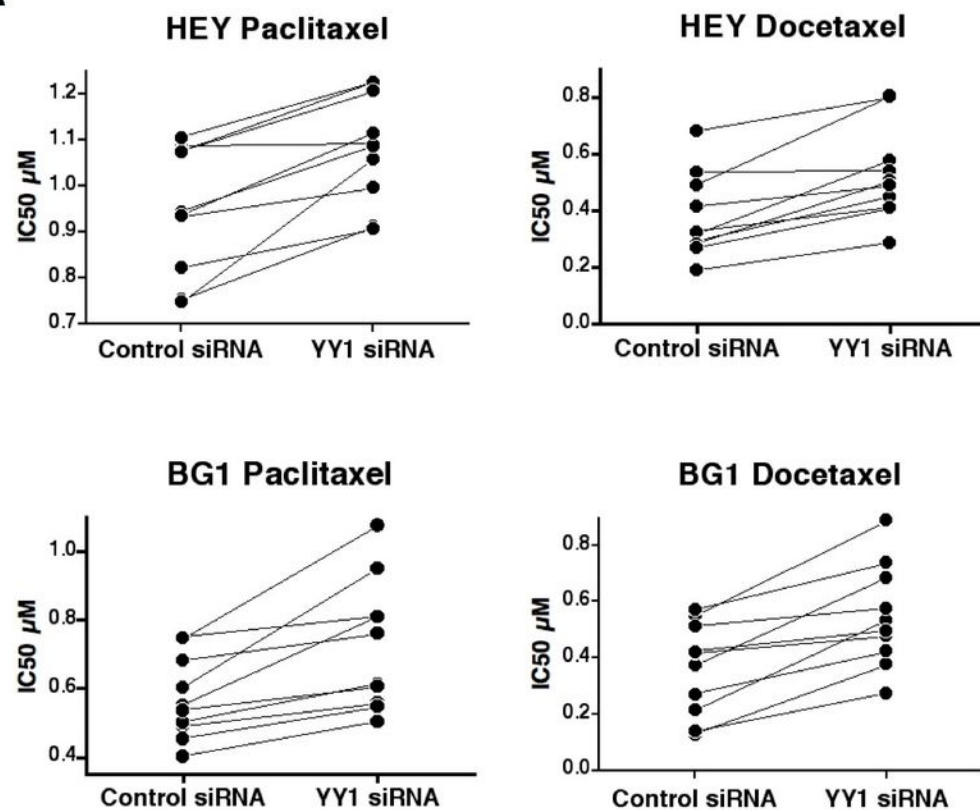 HEY Paclitaxel
IC50 µM
1.2
1.1
1.0
0.9
0.8
0.7
Control siRNA YY1 siRNA
HEY Docetaxel
IC50 µM
0.8
0.6
0.4
0.2
0.0
Control siRNA YY1 siRNA
BG1 Paclitaxel
IC50 µM
1.0
0.8
0.6
0.4
Control siRNA YY1 siRNA
BG1 Docetaxel
IC50 µM
0.8
0.6
0.4
0.2
0.0
Control siRNA YY1 siRNA